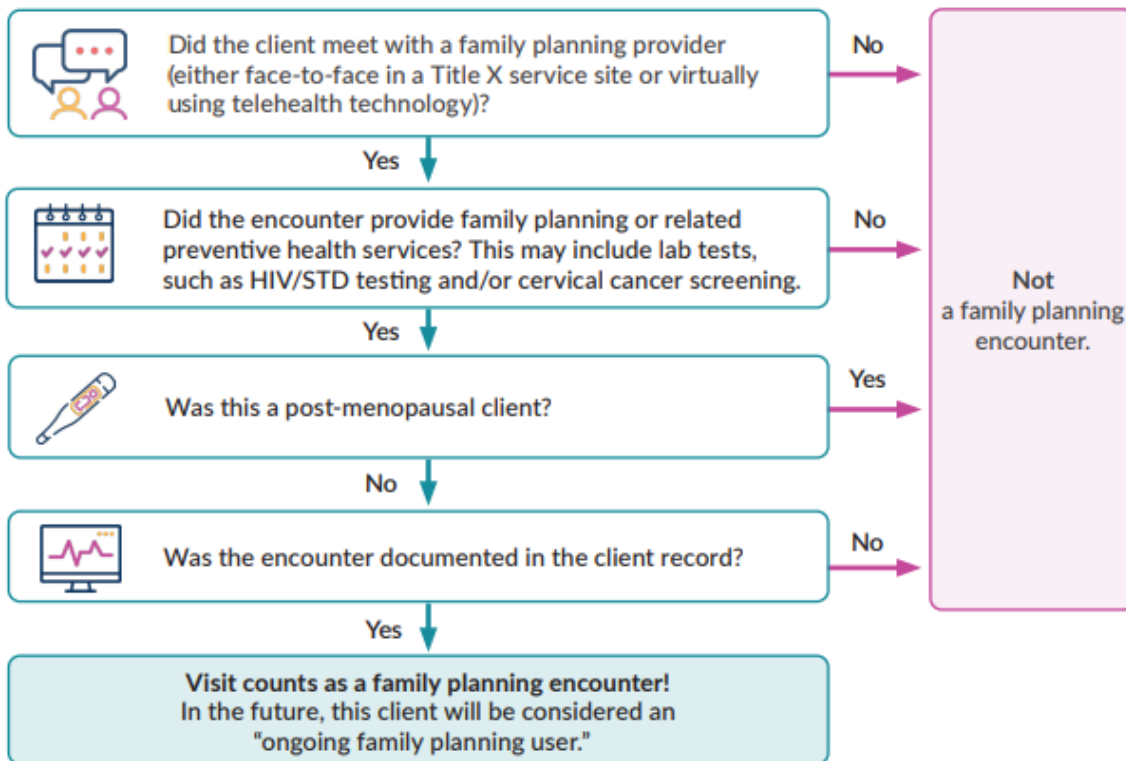 Did the client meet with a family planning provider
(either face-to-face in a Title X service site or virtually
using telehealth technology)?
No
Yes
Did the encounter provide family planning or related
preventive health services? This may include lab tests,
such as HIV/STD testing and/or cervical cancer screening.
No
Yes
Was this a post-menopausal client?
Yes
No
Was the encounter documented in the client record?
No
Yes
Not
a family planning
encounter.
Visit counts as a family planning encounter!
In the future, this client will be considered an
“ongoing family planning user.”